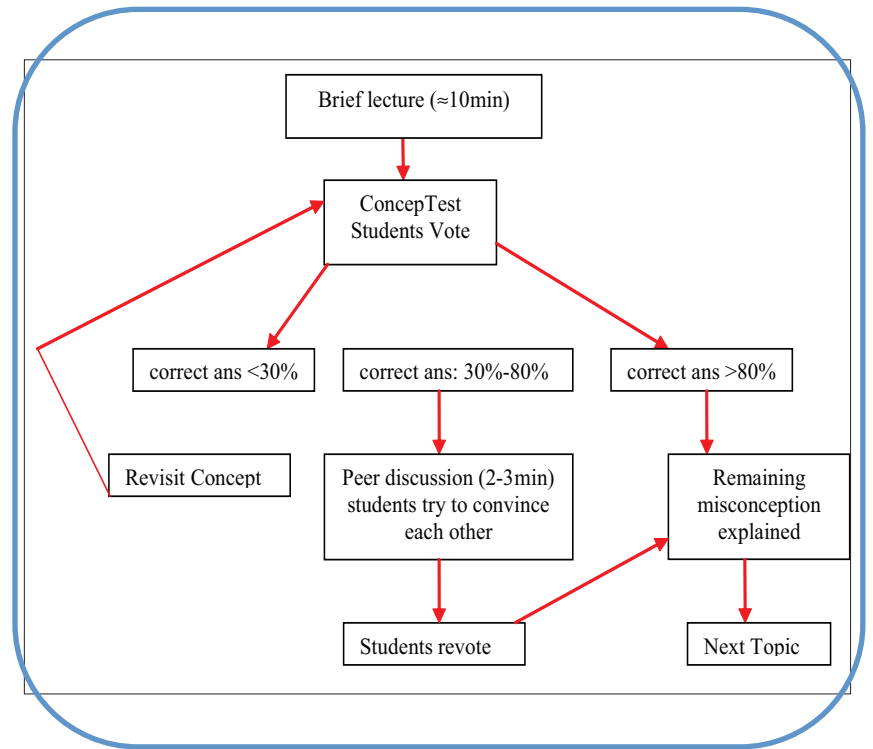 Brief lecture (≈10min)
ConcepTest
Students Vote
correct ans <30%
correct ans: 30%-80%
correct ans >80%
Revisit Concept
Peer discussion (2-3min)
students try to convince
each other
Remaining
misconception
explained
Students revote
Next Topic